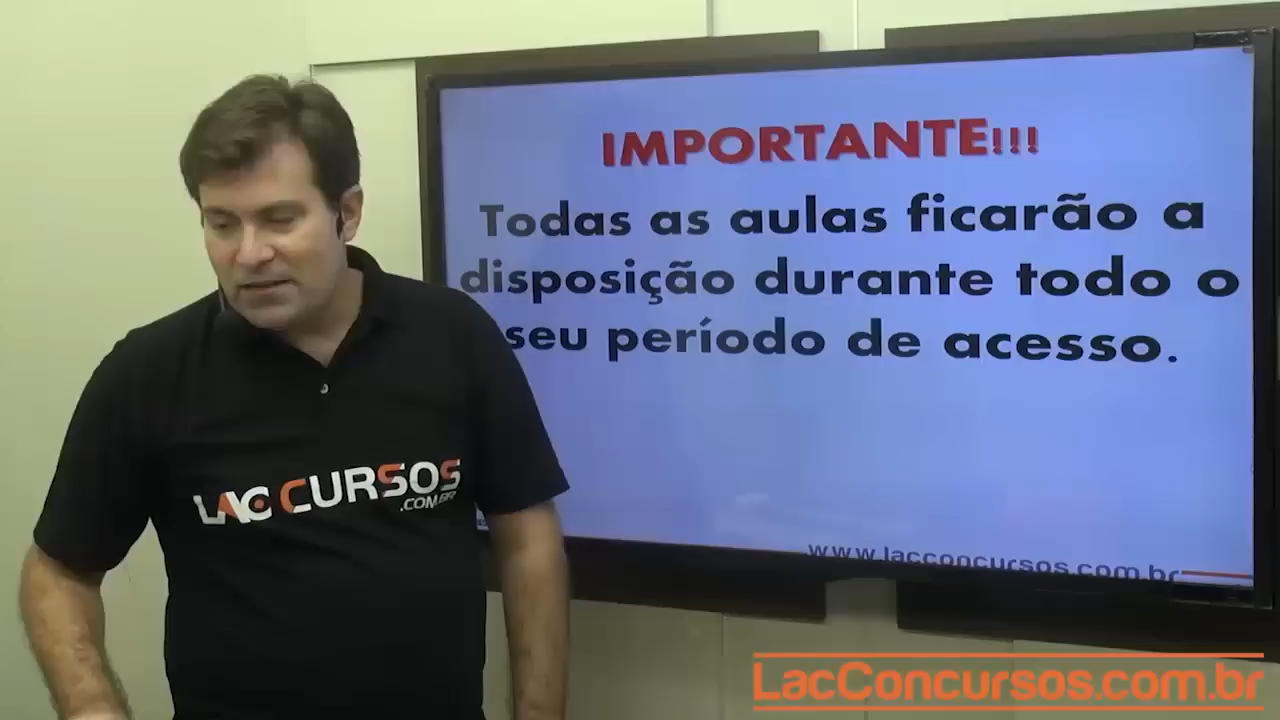 IMPORTANTE!!!
Todas as aulas ficarão a
disposição durante todo o
seu período de acesso.
www.lacconcursos.com.br
LAC CURSOS
.COM.BR
LacConcursos.com.br